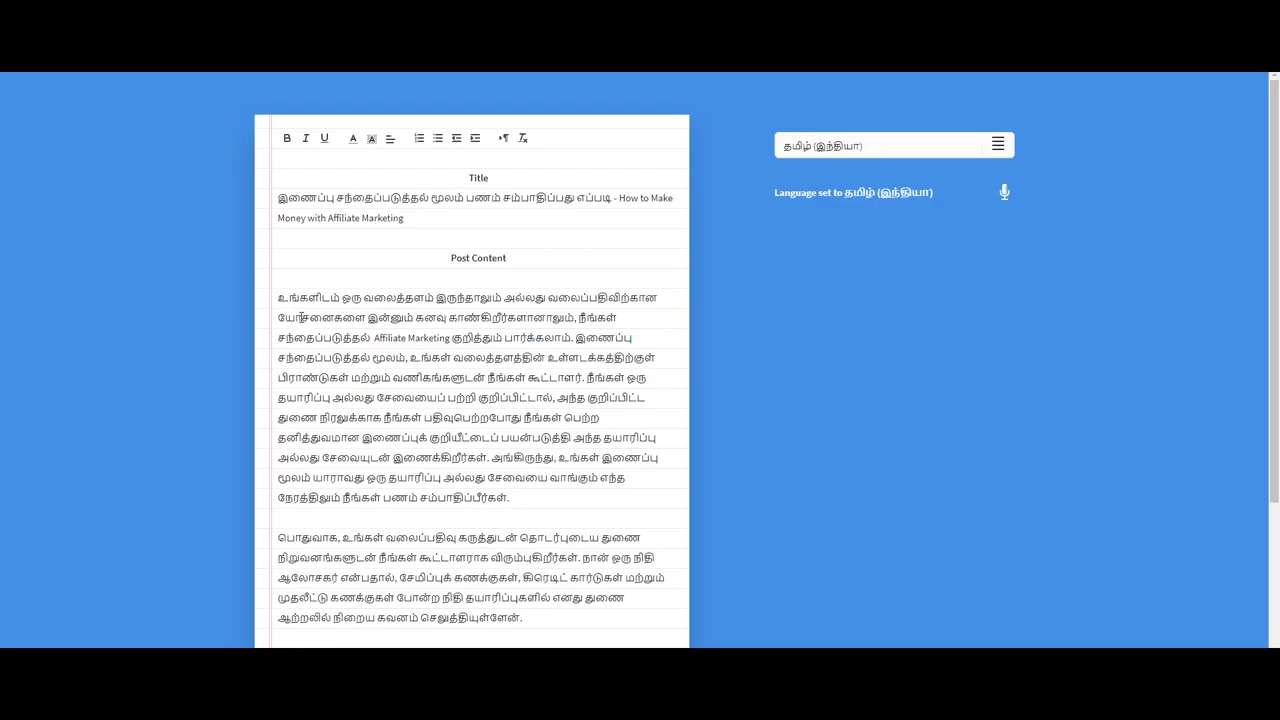 B I U
தமிழ் (இந்தியா)
Language set to தமிழ் (இந்தியா)
Title
இணைப்பு சந்தைப்படுத்தல் மூலம் பணம் சம்பாதிப்பது எப்படி - How to Make
Money with Affiliate Marketing
Post Content
உங்களிடம் ஒரு வலைத்தளம் இருந்தாலும் அல்லது வலைப்பதிவிற்கான
யோசனைகளை இன்னும் கனவு காண்கிறீர்களானாலும், நீங்கள்
சந்தைப்படுத்தல் Affiliate Marketing குறித்தும் பார்க்கலாம். இணைப்பு
சந்தைப்படுத்தல் மூலம், உங்கள் வலைத்தளத்தின் உள்ளடக்கத்திற்குள்
பிராண்டுகள் மற்றும் வணிகங்களுடன் நீங்கள் கூட்டாளர். நீங்கள் ஒரு
தயாரிப்பு அல்லது சேவையைப் பற்றி குறிப்பிட்டால், அந்த குறிப்பிட்ட
துணை நிரலுக்காக நீங்கள் பதிவுபெற்றபோது நீங்கள் பெற்ற
தனித்துவமான இணைப்புக் குறியீட்டைப் பயன்படுத்தி அந்த தயாரிப்பு
அல்லது சேவையுடன் இணைக்கிறீர்கள். அங்கிருந்து, உங்கள் இணைப்பு
மூலம் யாராவது ஒரு தயாரிப்பு அல்லது சேவையை வாங்கும் எந்த
நேரத்திலும் நீங்கள் பணம் சம்பாதிப்பீர்கள்.
பொதுவாக, உங்கள் வலைப்பதிவு கருத்துடன் தொடர்புடைய துணை
நிறுவனங்களுடன் நீங்கள் கூட்டாளராக விரும்புகிறீர்கள். நான் ஒரு நிதி
ஆலோசகர் என்பதால், சேமிப்புக் கணக்குகள், கிரெடிட் கார்டுகள் மற்றும்
முதலீட்டு கணக்குகள் போன்ற நிதி தயாரிப்புகளில் எனது துணை
ஆற்றலில் நிறைய கவனம் செலுத்தியுள்ளேன்.